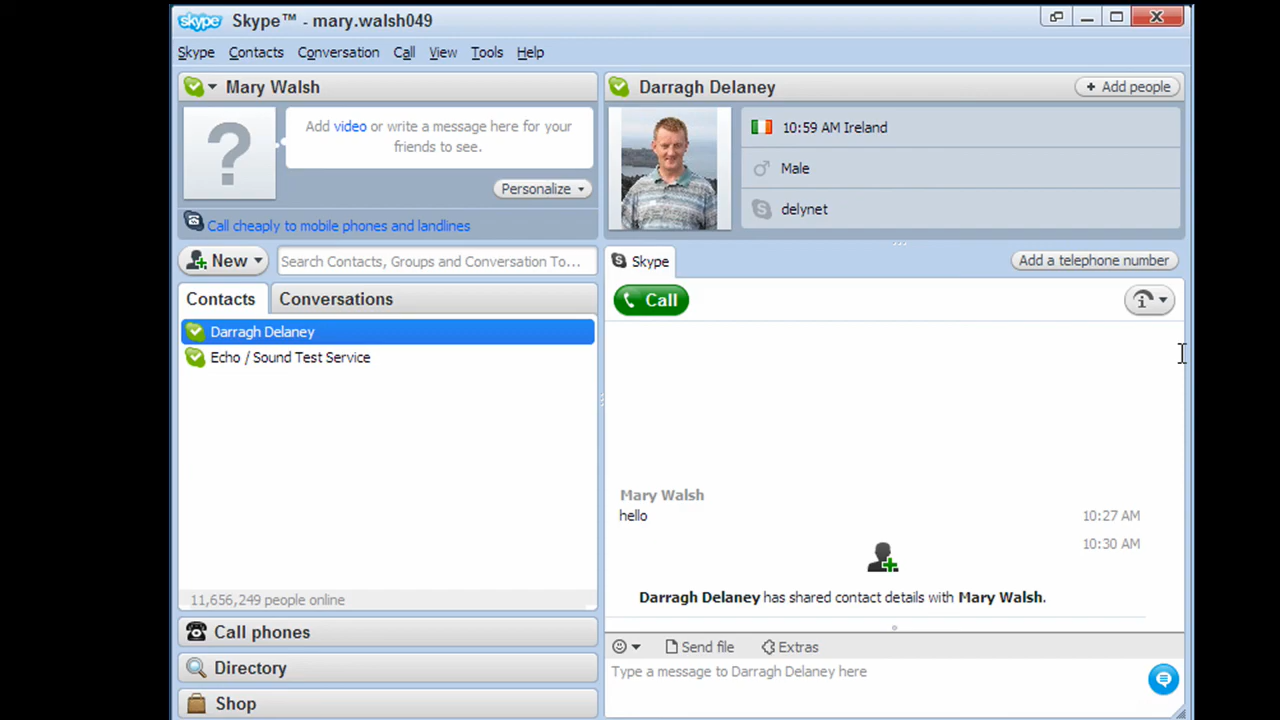 skype Skype™ - mary.walsh049
Skype Contacts Conversation Call View Tools Help
Mary Walsh
Add video or write a message here for your
friends to see.
Personalize
Call cheaply to mobile phones and landlines
New
Search Contacts, Groups and Conversation To...
Contacts Conversations
Darragh Delaney
Echo / Sound Test Service
11,656,249 people online
Call phones
Directory
Shop
Darragh Delaney
+ Add people
10:59 AM Ireland
Male
delynet
Skype
Add a telephone number
Call
Mary Walsh
hello 10:27 AM
10:30 AM
Darragh Delaney has shared contact details with Mary Walsh.
Send file Extras
Type a message to Darragh Delaney here